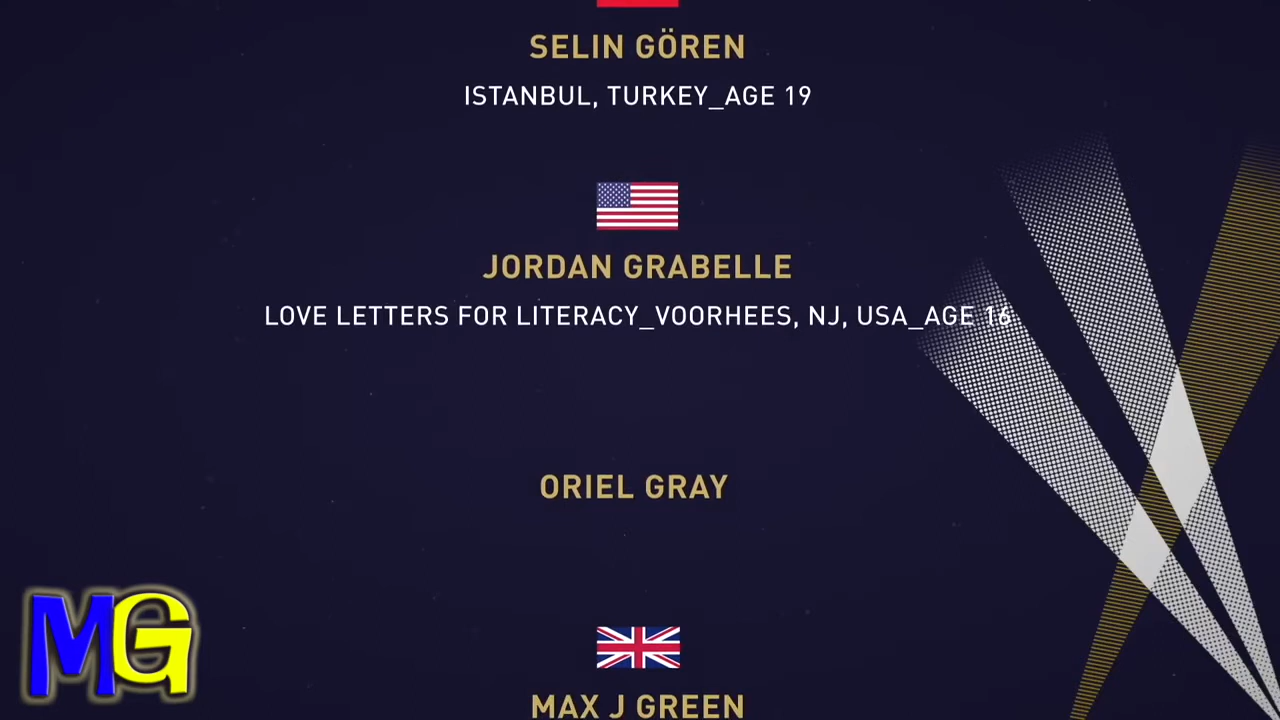 SELIN GÖREN
ISTANBUL, TURKEY_AGE 19
JORDAN GRABELLE
LOVE LETTERS FOR LITERACY_VOORHEES, NJ, USA_AGE 16
ORIEL GRAY
MAX J GREEN
MG